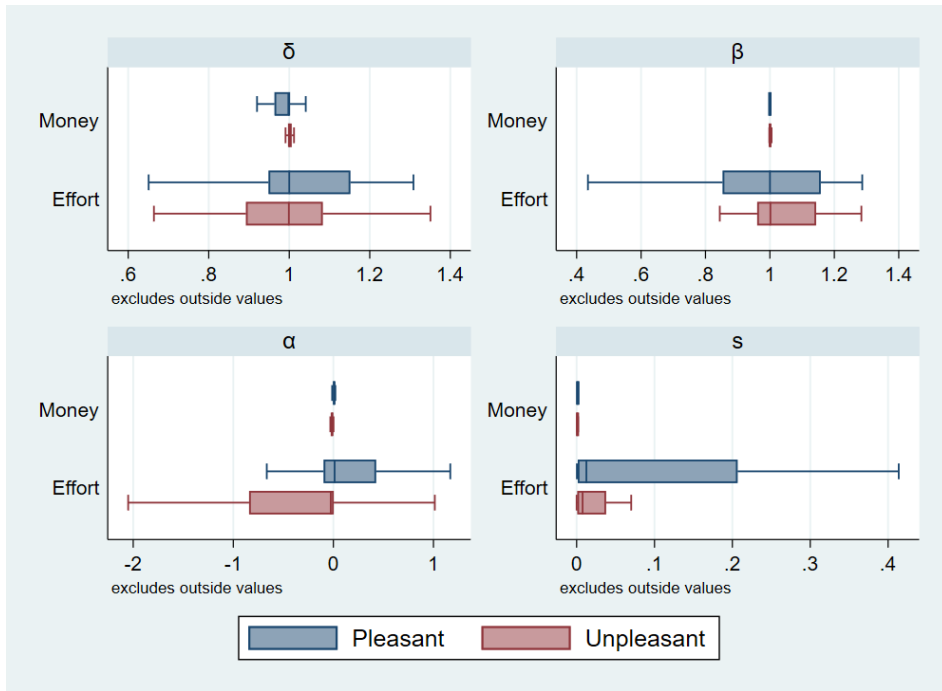 δ
Money
Effort
.6 .8 1 1.2 1.4
excludes outside values
β
Money
Effort
.4 .6 .8 1 1.2 1.4
excludes outside values
α
Money
Effort
-2 -1 0 1
excludes outside values
s
Money
Effort
0 .1 .2 .3 .4
excludes outside values
Pleasant Unpleasant